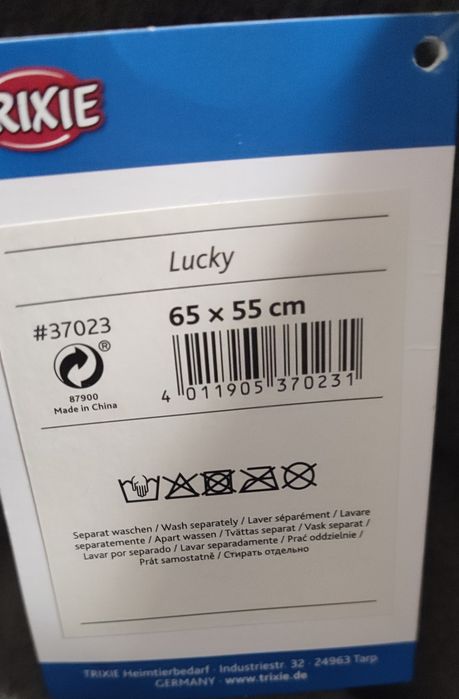 RIXIE
Lucky
#37023
65 × 55 cm
®
87900
Made in China
4 011905 370231
Separat waschen / Wash separately / Laver séparément / Lavare
separatemente / Apart wassen / Tvättas separat / Vask separat /
Lavar por separado / Lavar separadamente / Prać oddzielnie /
Prát samostatně / Стирать отдельно
TRIXIE Heimtierbedarf · Industriestr. 32 · 24963 Tarp
GERMANY · www.trixie.de